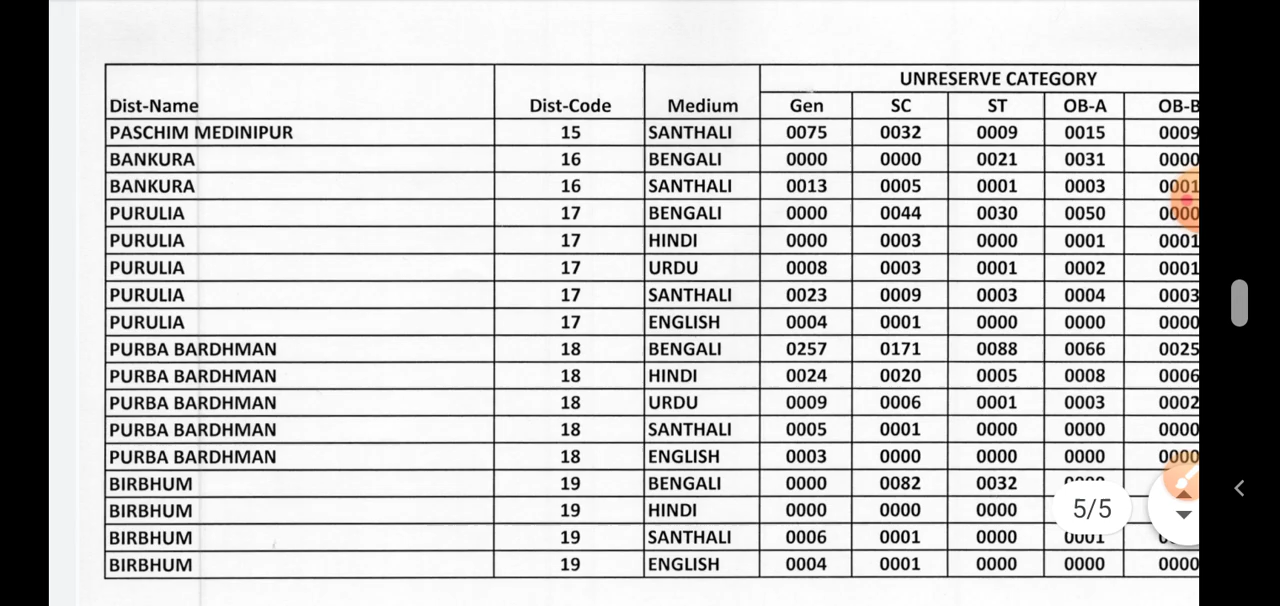 UNRESERVE CATEGORY
Dist-Name Dist-Code Medium Gen SC ST OB-A OB-B
PASCHIM MEDINIPUR 15 SANTHALI 0075 0032 0009 0015 0009
BANKURA 16 BENGALI 0000 0000 0021 0031 0000
BANKURA 16 SANTHALI 0013 0005 0001 0003 0001
PURULIA 17 BENGALI 0000 0044 0030 0050 0000
PURULIA 17 HINDI 0000 0003 0000 0001 0001
PURULIA 17 URDU 0008 0003 0001 0002 0001
PURULIA 17 SANTHALI 0023 0009 0003 0004 0003
PURULIA 17 ENGLISH 0004 0001 0000 0000 0000
PURBA BARDHMAN 18 BENGALI 0257 0171 0088 0066 0025
PURBA BARDHMAN 18 HINDI 0024 0020 0005 0008 0006
PURBA BARDHMAN 18 URDU 0009 0006 0001 0003 0002
PURBA BARDHMAN 18 SANTHALI 0005 0001 0000 0000 0000
PURBA BARDHMAN 18 ENGLISH 0003 0000 0000 0000 0000
BIRBHUM 19 BENGALI 0000 0082 0032
BIRBHUM 19 HINDI 0000 0000 0000
5/5
BIRBHUM 19 SANTHALI 0006 0001 0000 0001
BIRBHUM 19 ENGLISH 0004 0001 0000 0000 0000